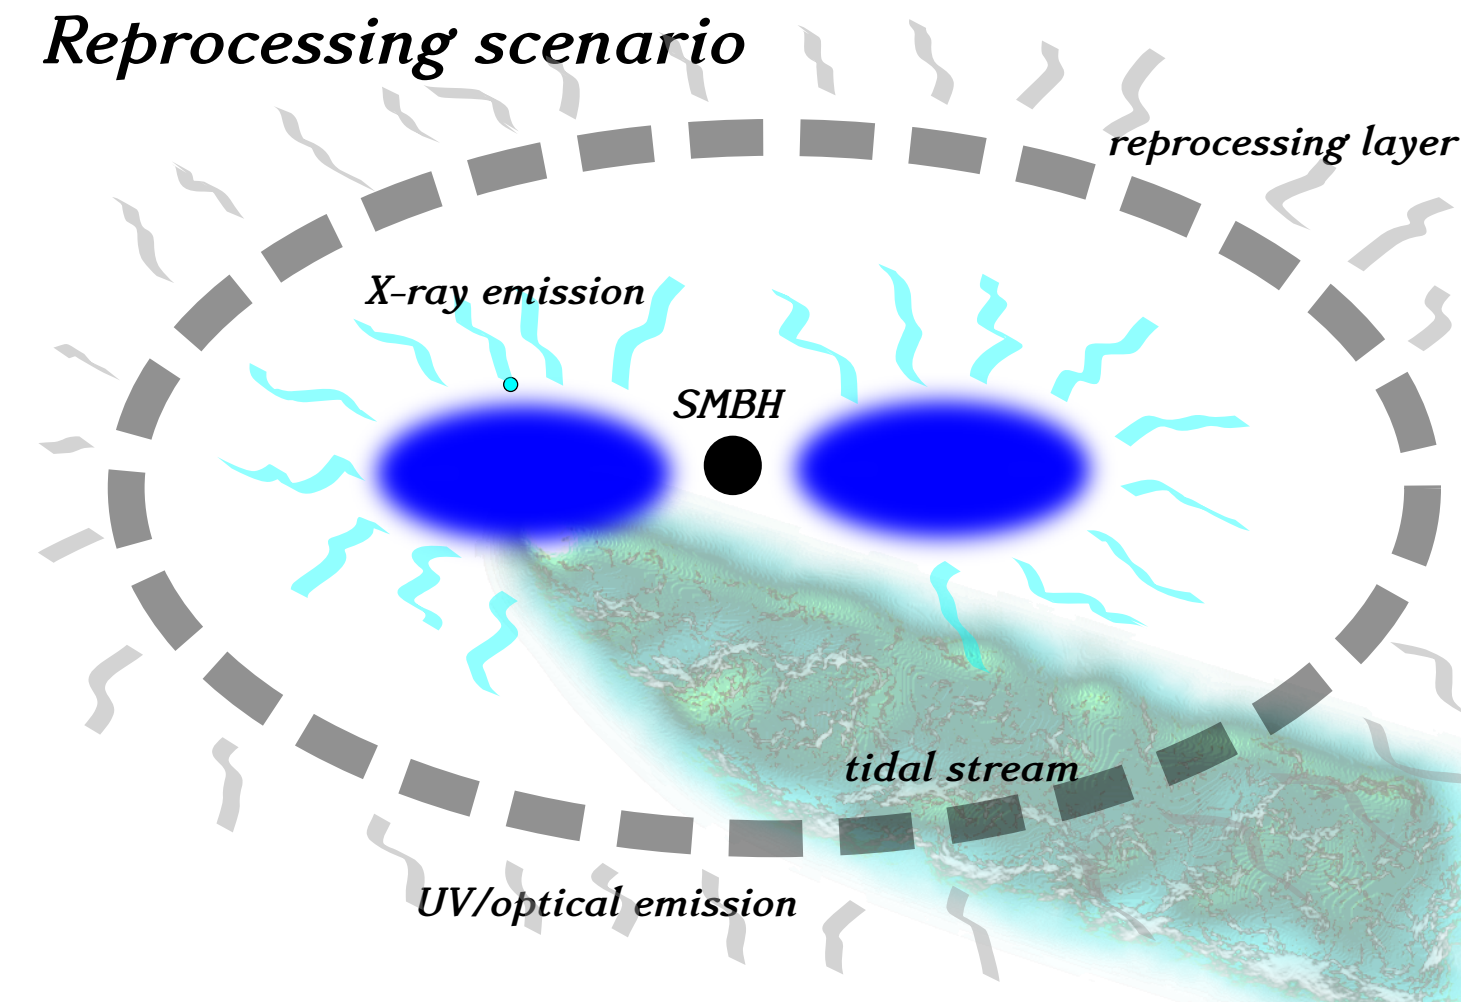 Reprocessing scenario
reprocessing layer
X-ray emission
SMBH
tidal stream
UV/optical emission